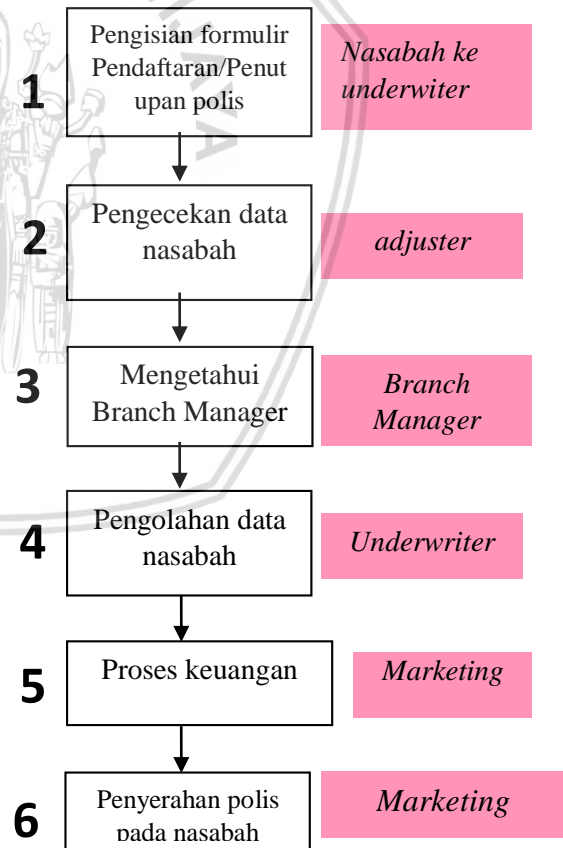 Pengisian formulir
Pendaftaran/Penut
upan polis
Nasabah ke
underwiter
1
Pengecekan data
nasabah
2
adjuster
Mengetahui
Branch Manager
3
Branch
Manager
Pengolahan data
nasabah
4
Underwriter
Proses keuangan
5
Marketing
Penyerahan polis
pada nasabah
6
Marketing